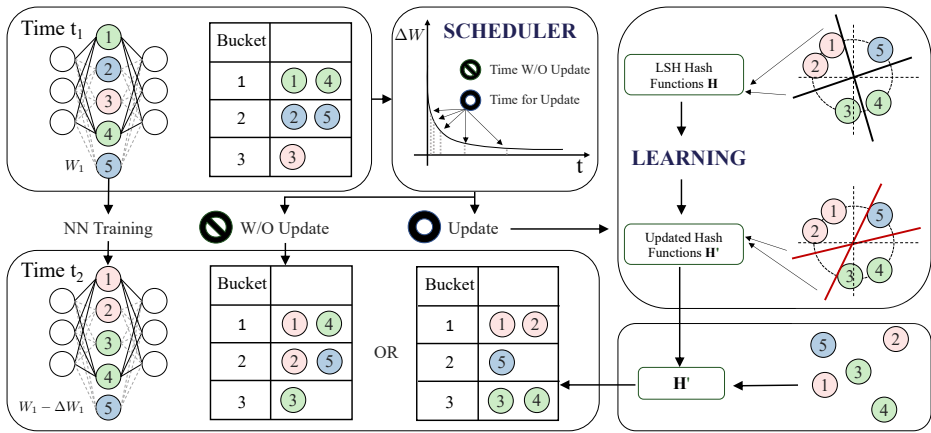 Time t1
1
2
3
4
5
W1
Bucket
1
1 4
2
2 5
3
3
SCHEDULER
ΔW
Time W/O Update
Time for Update
t
LSH Hash
Functions H
LEARNING
Updated Hash
Functions H'
1
2
5
3
4
1
2
5
3
4
NN Training
W/O Update
Update
Time t2
1
2
3
4
5
W1 − ΔW1
Bucket
1
1 4
2
2 5
3
3
OR
Bucket
1
1 2
2
5
3
3 4
H'
5
2
3
1
4